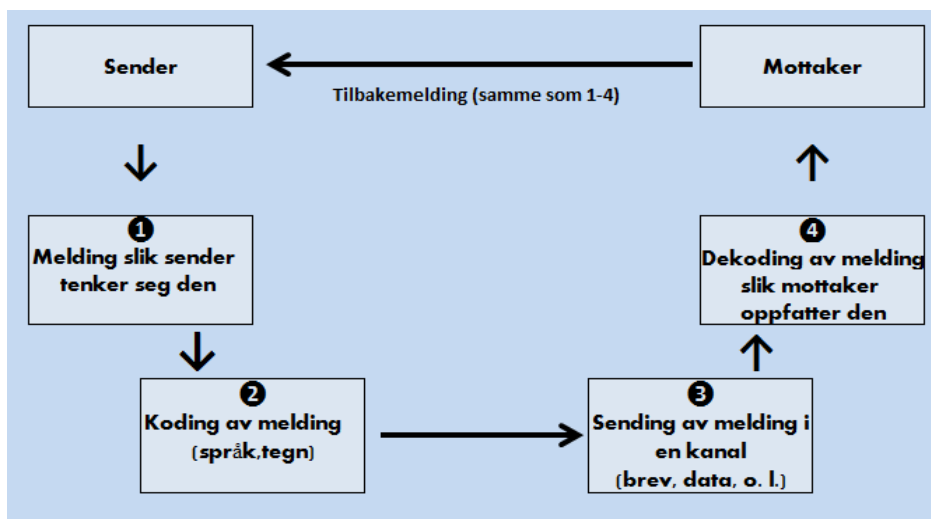 Sender
Mottaker
Tilbakemelding (samme som 1-4)
1
Melding slik sender
tenker seg den
4
Dekoding av melding
slik mottaker
oppfatter den
2
Koding av melding
(språk,tegn)
3
Sending av melding i
en kanal
(brev, data, o. l.)